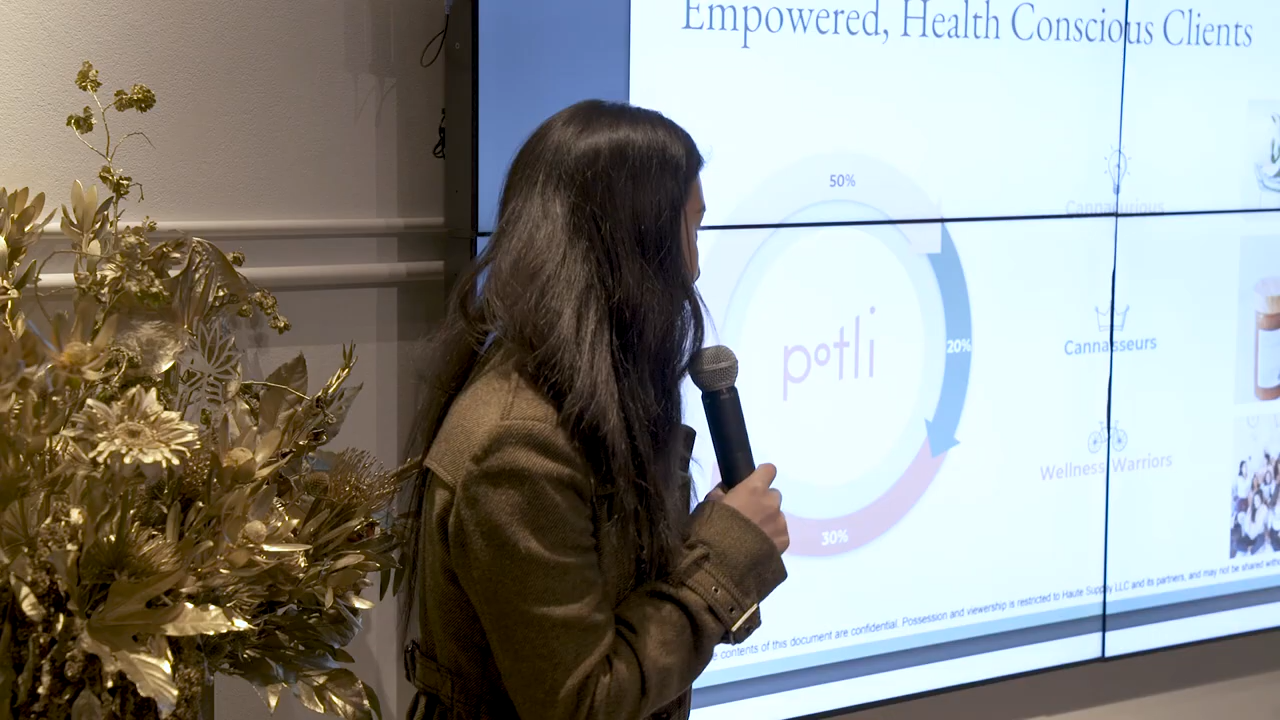 Empowered, Health Conscious Clients
50%
Cannacurious
potli
20%
Cannasseurs
Wellness Warriors
30%
contents of this document are confidential. Possession and viewership is restricted to Haute Supply LLC and its partners, and may not be shared